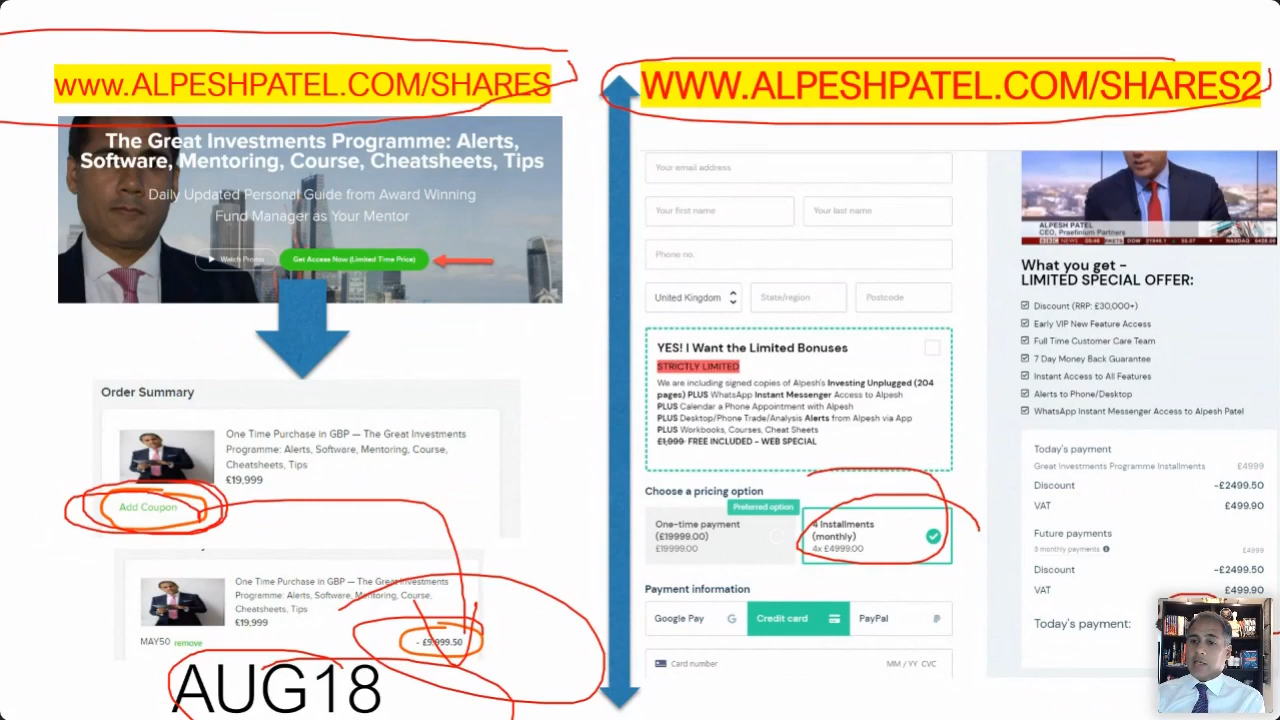 www.ALPESHPATEL.COM/SHARES
The Great Investments Programme: Alerts,
Software, Mentoring, Course, Cheatsheets, Tips
Daily Updated Personal Guide from Award Winning
Fund Manager as Your Mentor
Watch Promo
Get Access Now (Limited Time Price)
Order Summary
One Time Purchase in GBP — The Great Investments
Programme: Alerts, Software, Mentoring, Course,
Cheatsheets, Tips
£19,999
Add Coupon
One Time Purchase in GBP — The Great Investments
Programme: Alerts, Software, Mentoring, Course,
Cheatsheets, Tips
£19,999
MAY50 remove
- £9,999.50
AUG18
WWW.ALPESHPATEL.COM/SHARES2
Your email address
Your first name
Your last name
Phone no.
United Kingdom
State/region
Postcode
YES! I Want the Limited Bonuses
STRICTLY LIMITED
We are including signed copies of Alpesh's Investing Unplugged (204
pages) PLUS WhatsApp Instant Messenger Access to Alpesh
PLUS Calendar a Phone Appointment with Alpesh
PLUS Desktop/Phone Trade/Analysis Alerts from Alpesh via App
PLUS Workbooks, Courses, Cheat Sheets
£1,999 FREE INCLUDED - WEB SPECIAL
Choose a pricing option
Preferred option
One-time payment
(£19999.00)
£19999.00
4 Installments
(monthly)
4x £4999.00
Payment information
Google Pay
Credit card
PayPal
Card number
MM / YY CVC
ALPESH PATEL
CEO, Praetinium Partners
BBC NEWS
What you get -
LIMITED SPECIAL OFFER:
Discount (RRP: £30,000+)
Early VIP New Feature Access
Full Time Customer Care Team
7 Day Money Back Guarantee
Instant Access to All Features
Alerts to Phone/Desktop
WhatsApp Instant Messenger Access to Alpesh Patel
Today's payment
Great Investments Programme Installments £4999
Discount -£2499.50
VAT £499.90
Future payments
3 monthly payments £4999
Discount -£2499.50
VAT £499.90
Today's payment: